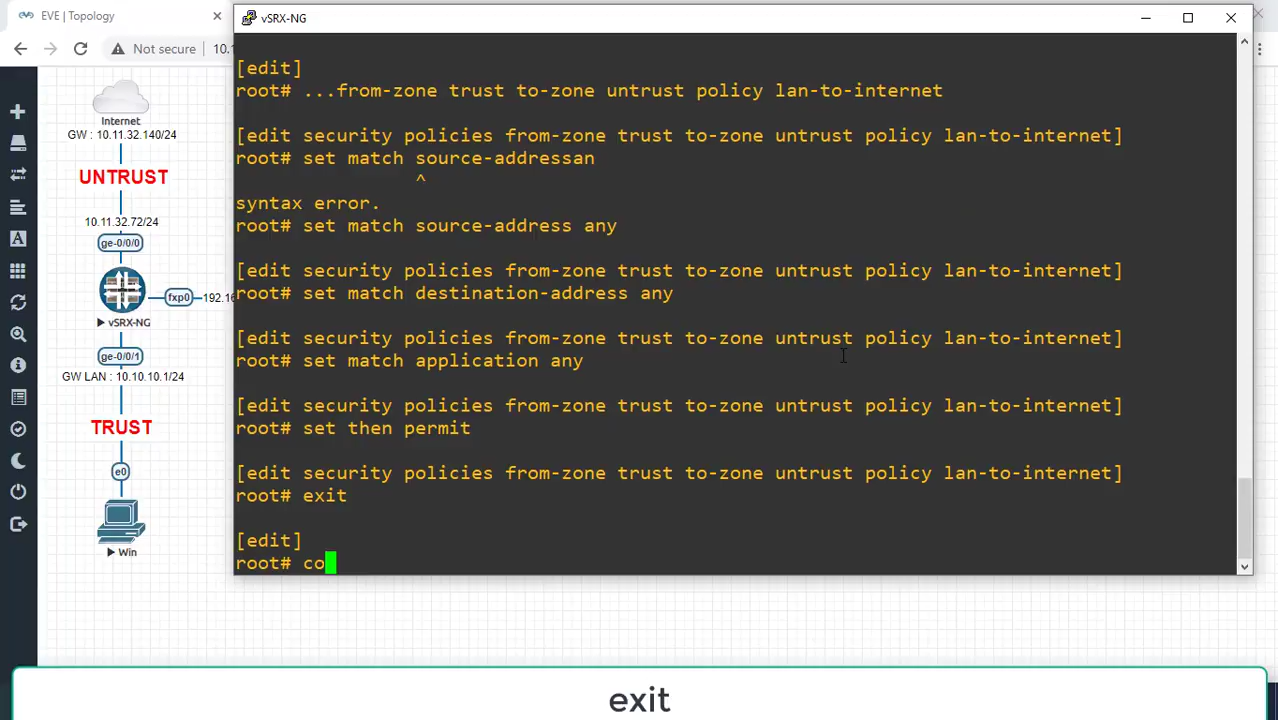 EVE | Topology
vSRX-NG
Not secure
10.1
Internet
GW : 10.11.32.140/24
UNTRUST
10.11.32.72/24
ge-0/0/0
fxp0
192.16
vSRX-NG
ge-0/0/1
GW LAN : 10.10.10.1/24
TRUST
e0
Win
[edit]
root# ...from-zone trust to-zone untrust policy lan-to-internet
[edit security policies from-zone trust to-zone untrust policy lan-to-internet]
root# set match source-addressan
^
syntax error.
root# set match source-address any
[edit security policies from-zone trust to-zone untrust policy lan-to-internet]
root# set match destination-address any
[edit security policies from-zone trust to-zone untrust policy lan-to-internet]
root# set match application any
[edit security policies from-zone trust to-zone untrust policy lan-to-internet]
root# set then permit
[edit security policies from-zone trust to-zone untrust policy lan-to-internet]
root# exit
[edit]
root# co
exit